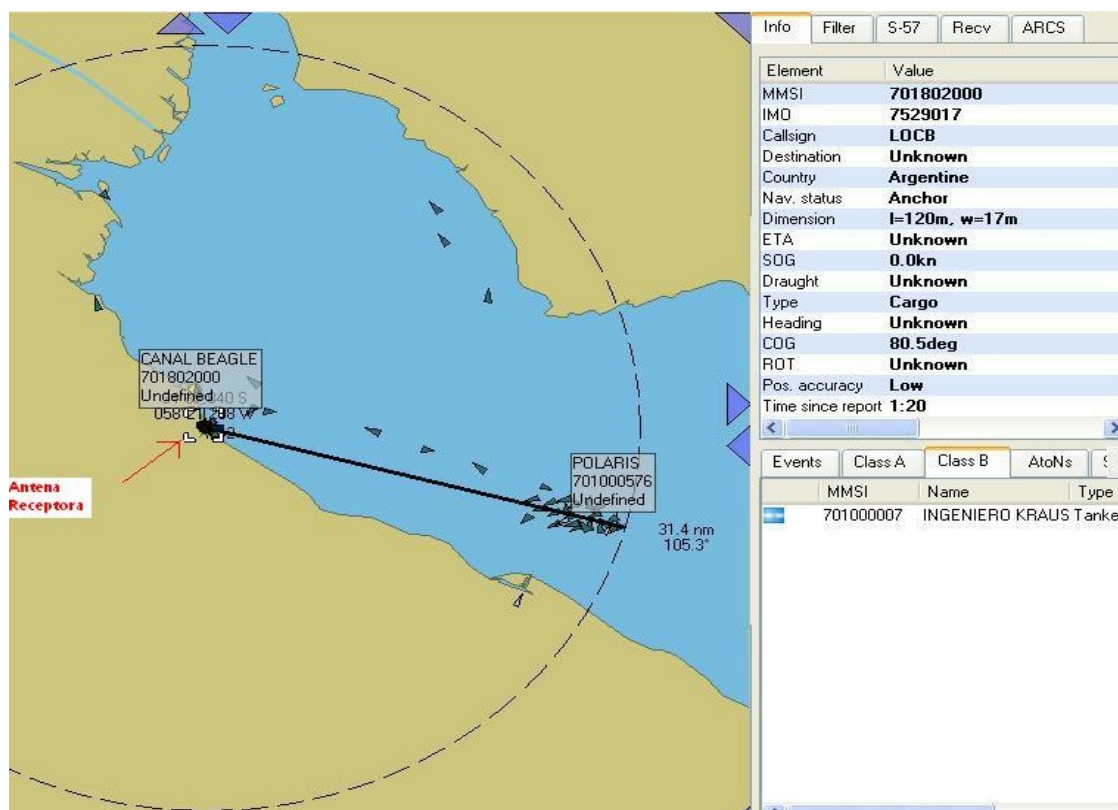 CANAL BEAGLE
701802000
Undefined
Antena
Receptora
POLARIS
701000576
Undefined
31.4 nm
105.3°
Info Filter S-57 Recv ARCS
Element Value
MMSI 701802000
IMO 7529017
Callsign LOCB
Destination Unknown
Country Argentine
Nav. status Anchor
Dimension l=120m, w=17m
ETA Unknown
SOG 0.0kn
Draught Unknown
Type Cargo
Heading Unknown
COG 80.5deg
ROT Unknown
Pos. accuracy Low
Time since report 1:20
Events Class A Class B AtoNs
MMSI Name Type
701000007 INGENIERO KRAUS Tanke